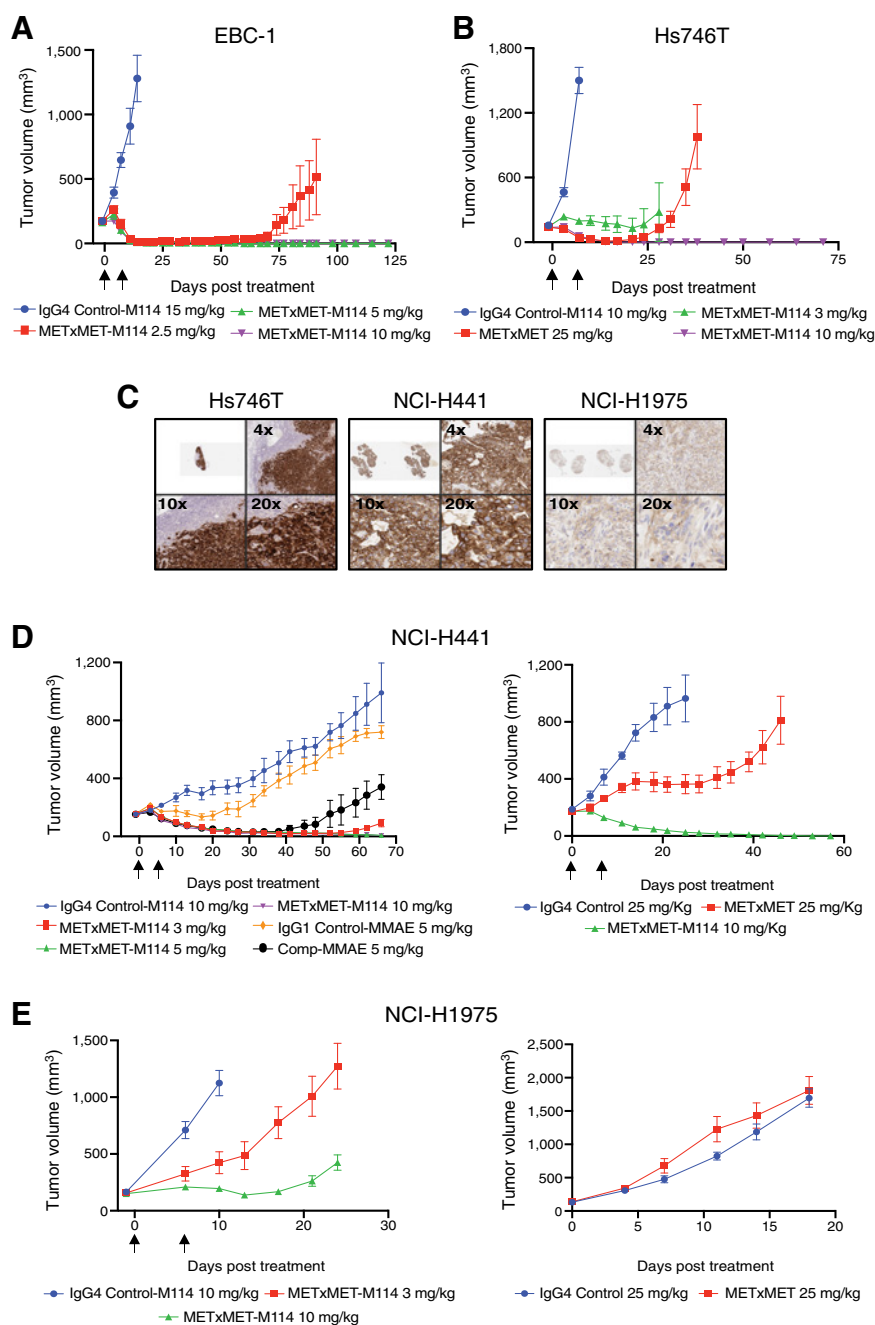 A
EBC-1
Tumor volume (mm3)
1,500
1,000
500
0
0
25
50
75
100
125
Days post treatment
IgG4 Control-M114 15 mg/kg
METxMET-M114 5 mg/kg
METxMET-M114 2.5 mg/kg
METxMET-M114 10 mg/kg
B
Hs746T
Tumor volume (mm3)
1,800
1,200
600
0
0
25
50
75
Days post treatment
IgG4 Control-M114 10 mg/kg
METxMET-M114 3 mg/kg
METxMET 25 mg/kg
METxMET-M114 10 mg/kg
C
Hs746T
NCI-H441
NCI-H1975
4x
10x
20x
4x
10x
20x
4x
10x
20x
D
NCI-H441
Tumor volume (mm3)
1,200
800
400
0
0
10
20
30
40
50
60
70
Days post treatment
IgG4 Control-M114 10 mg/kg
METxMET-M114 10 mg/kg
METxMET-M114 3 mg/kg
IgG1 Control-MMAE 5 mg/kg
METxMET-M114 5 mg/kg
Comp-MMAE 5 mg/kg
Tumor volume (mm3)
1,200
800
400
0
0
20
40
60
Days post treatment
IgG4 Control 25 mg/Kg
METxMET 25 mg/Kg
METxMET-M114 10 mg/Kg
E
NCI-H1975
Tumor volume (mm3)
1,500
1,000
500
0
0
10
20
30
Days post treatment
IgG4 Control-M114 10 mg/kg
METxMET-M114 3 mg/kg
METxMET-M114 10 mg/kg
Tumor volume (mm3)
2,500
2,000
1,500
1,000
500
0
0
5
10
15
20
Days post treatment
IgG4 Control 25 mg/kg
METxMET 25 mg/kg